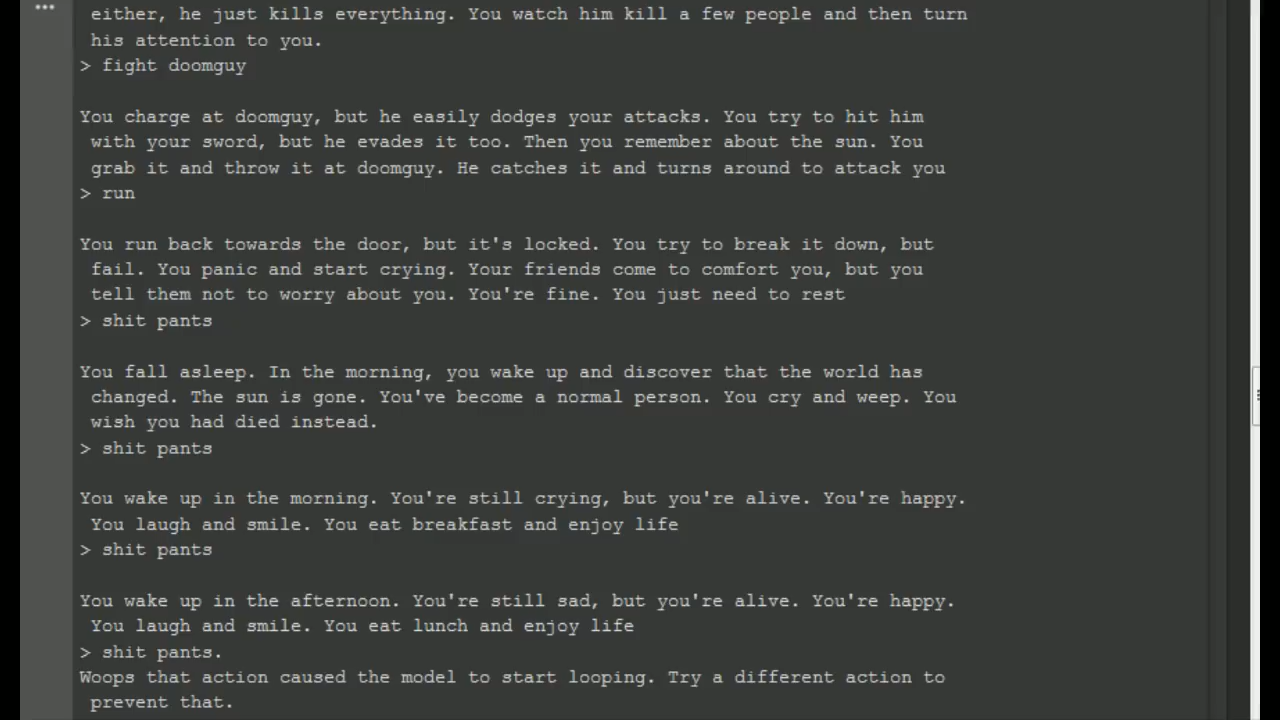 either, he just kills everything. You watch him kill a few people and then turn
his attention to you.
> fight doomguy
You charge at doomguy, but he easily dodges your attacks. You try to hit him
with your sword, but he evades it too. Then you remember about the sun. You
grab it and throw it at doomguy. He catches it and turns around to attack you
> run
You run back towards the door, but it's locked. You try to break it down, but
fail. You panic and start crying. Your friends come to comfort you, but you
tell them not to worry about you. You're fine. You just need to rest
> shit pants
You fall asleep. In the morning, you wake up and discover that the world has
changed. The sun is gone. You've become a normal person. You cry and weep. You
wish you had died instead.
> shit pants
You wake up in the morning. You're still crying, but you're alive. You're happy.
You laugh and smile. You eat breakfast and enjoy life
> shit pants
You wake up in the afternoon. You're still sad, but you're alive. You're happy.
You laugh and smile. You eat lunch and enjoy life
> shit pants.
Woops that action caused the model to start looping. Try a different action to
prevent that.